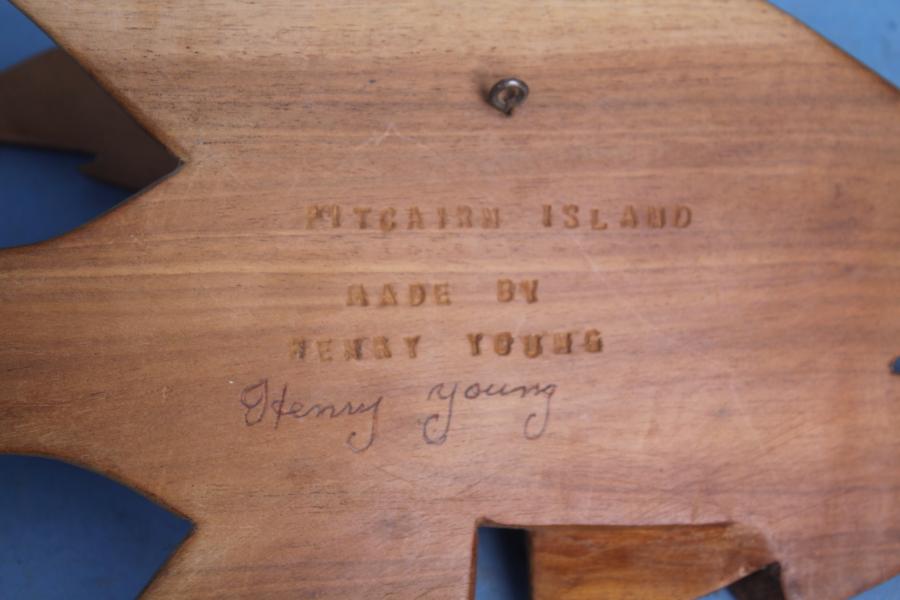 PITCAIRN ISLAND
MADE BY
HENRY YOUNG
Henry Young